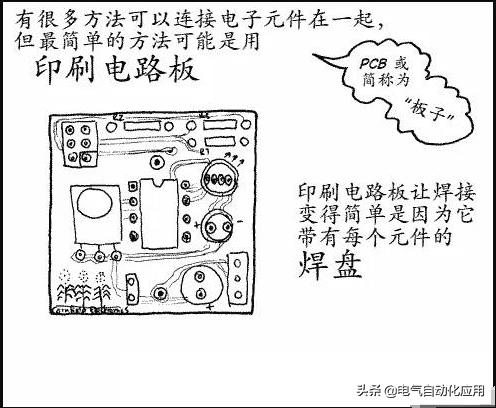 有很多方法可以连接电子元件在一起，
但最简单的方法可能是用
印刷电路板
PCB 或
简称为
“板子”
R2
R1
印刷电路板让焊接
变得简单是因为它
带有每个元件的
焊盘
+
-
+
头条 @电气自动化应用